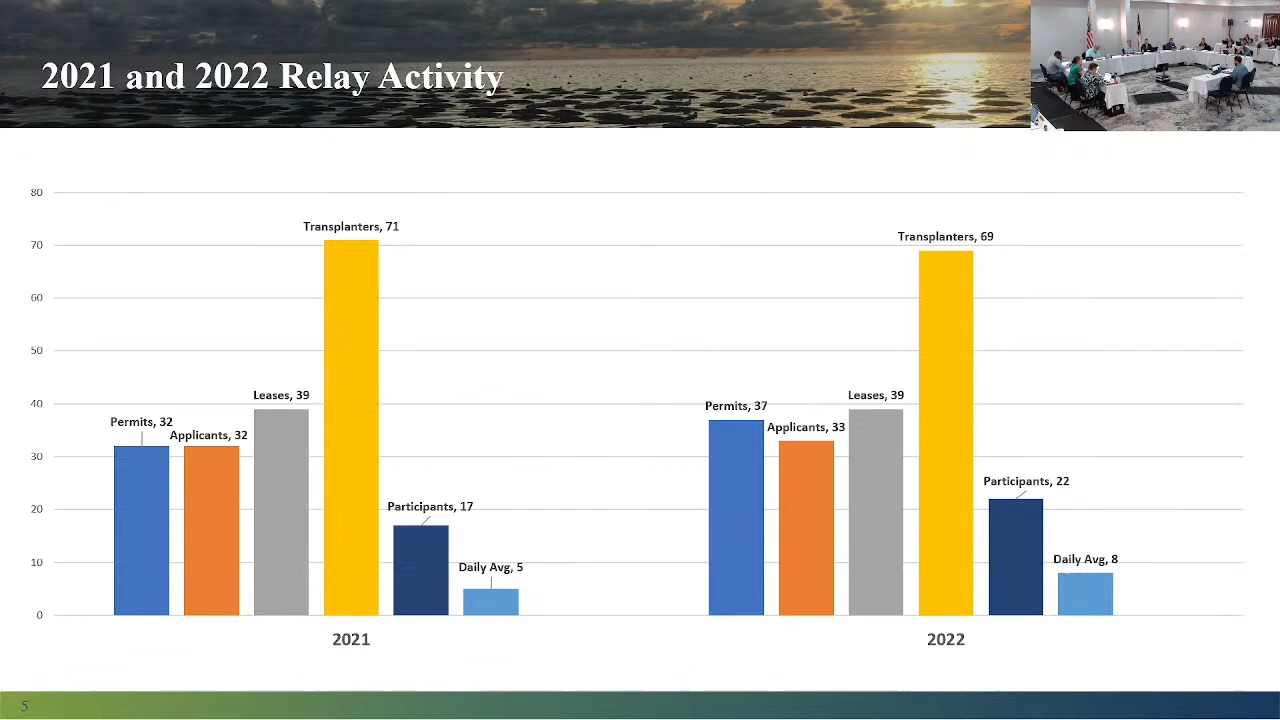 2021 and 2022 Relay Activity
80
70
60
50
40
30
20
10
0
Permits, 32
Applicants, 32
Leases, 39
Transplanters, 71
Participants, 17
Daily Avg, 5
Permits, 37
Applicants, 33
Leases, 39
Transplanters, 69
Participants, 22
Daily Avg, 8
2021
2022
5